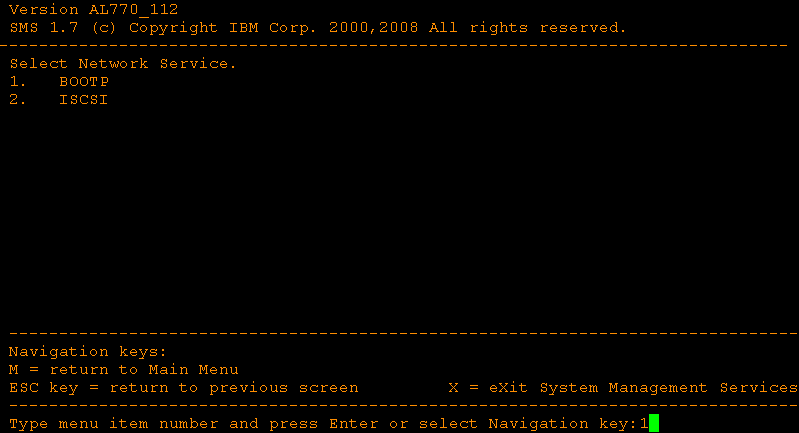 Version AL770_112
SMS 1.7 (c) Copyright IBM Corp. 2000,2008 All rights reserved.
-------------------------------------------------------------------------------
Select Network Service.
1.   BOOTP
2.   ISCSI
-------------------------------------------------------------------------------
Navigation keys:
M = return to Main Menu
ESC key = return to previous screen         X = eXit System Management Services
-------------------------------------------------------------------------------
Type menu item number and press Enter or select Navigation key:1